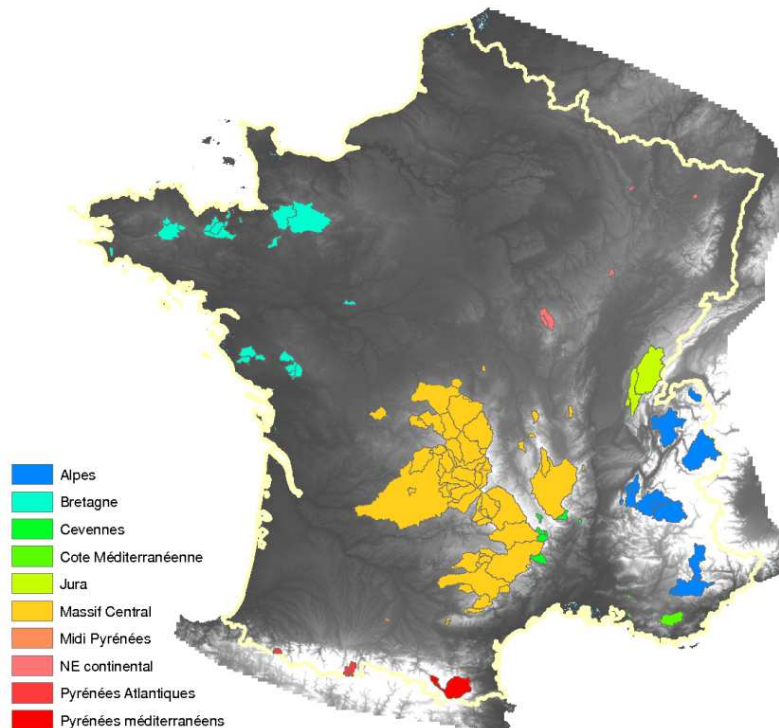 Alpes
Bretagne
Cevennes
Cote Méditerranéenne
Jura
Massif Central
Midi Pyrénées
NE continental
Pyrénées Atlantiques
Pyrénées méditerranéens